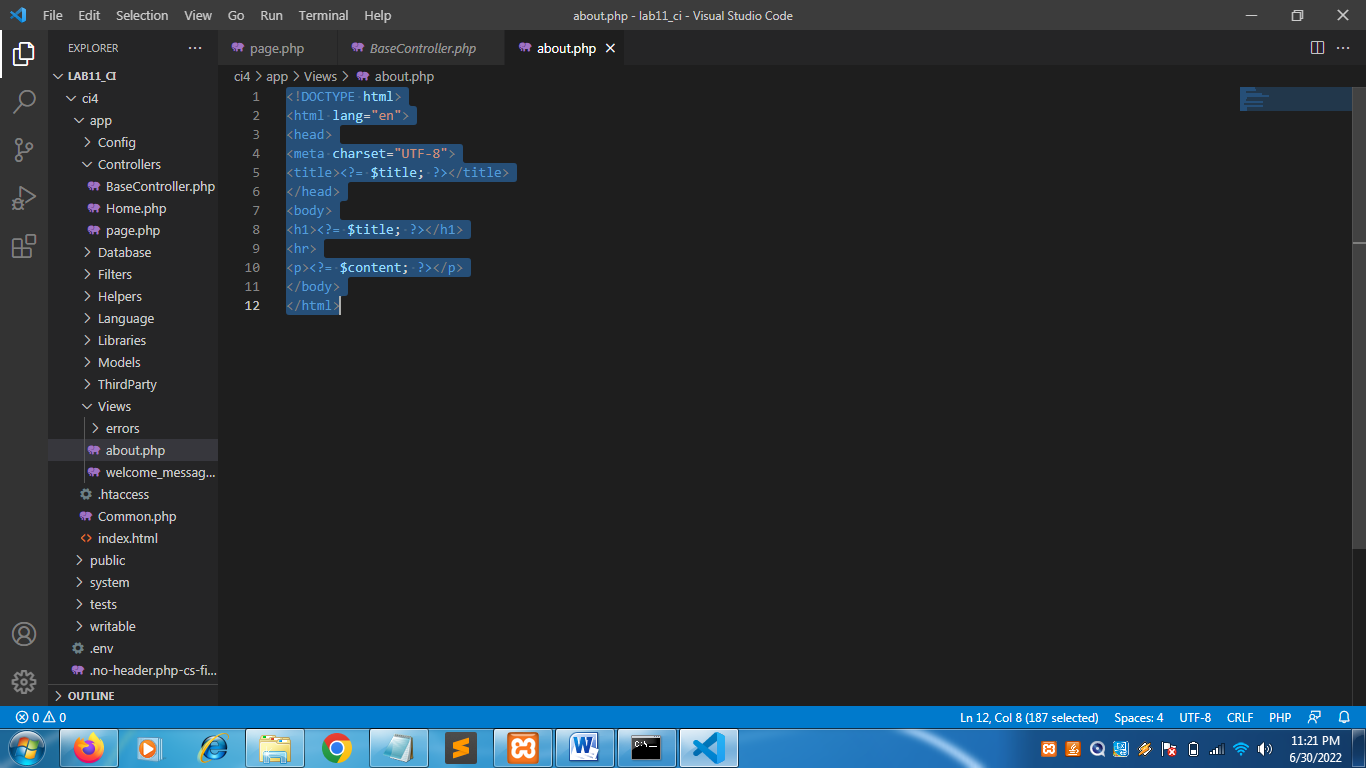 File Edit Selection View Go Run Terminal Help about.php - lab11_ci - Visual Studio Code
EXPLORER ···
page.php BaseController.php about.php
LAB11_CI
ci4 > app > Views > about.php
ci4
app
Config
Controllers
BaseController.php
Home.php
page.php
Database
Filters
Helpers
Language
Libraries
Models
ThirdParty
Views
errors
about.php
welcome_messag...
.htaccess
Common.php
index.html
public
system
tests
writable
.env
.no-header.php-cs-fi...
OUTLINE
1 <!DOCTYPE html>
2 <html lang="en">
3 <head>
4 <meta charset="UTF-8">
5 <title><?= $title; ?></title>
6 </head>
7 <body>
8 <h1><?= $title; ?></h1>
9 <hr>
10 <p><?= $content; ?></p>
11 </body>
12 </html>
0 0 Ln 12, Col 8 (187 selected) Spaces: 4 UTF-8 CRLF PHP
C:\_
11:21 PM
6/30/2022